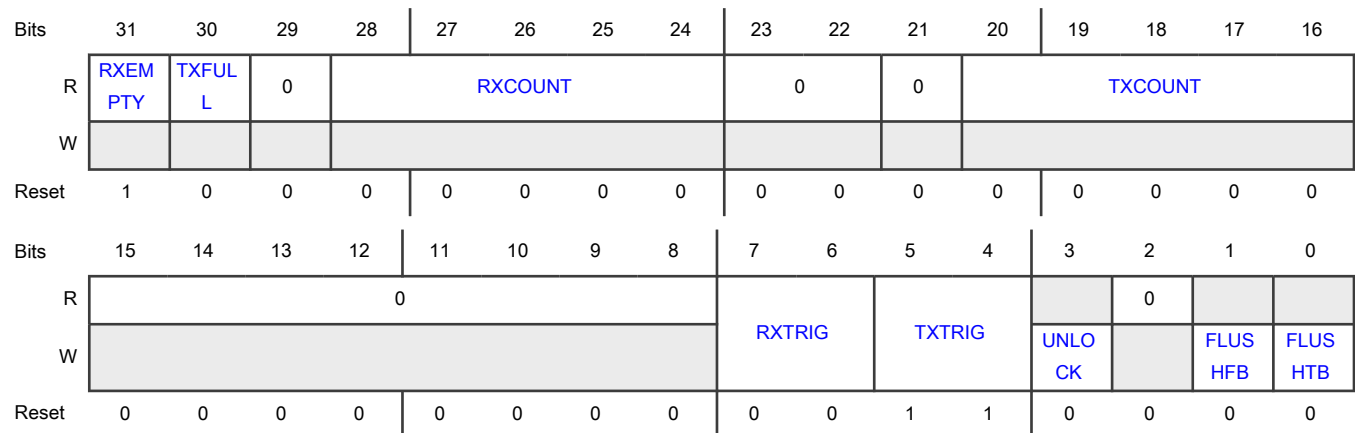 Bits 31 30 29 28 27 26 25 24 23 22 21 20 19 18 17 16
R RXEM PTY TXFUL L 0 RXCOUNT 0 0 TXCOUNT
W
Reset 1 0 0 0 0 0 0 0 0 0 0 0 0 0 0 0
Bits 15 14 13 12 11 10 9 8 7 6 5 4 3 2 1 0
R 0 RXTRIG TXTRIG 0
W UNLO CK FLUS HFB FLUS HTB
Reset 0 0 0 0 0 0 0 0 0 0 1 1 0 0 0 0